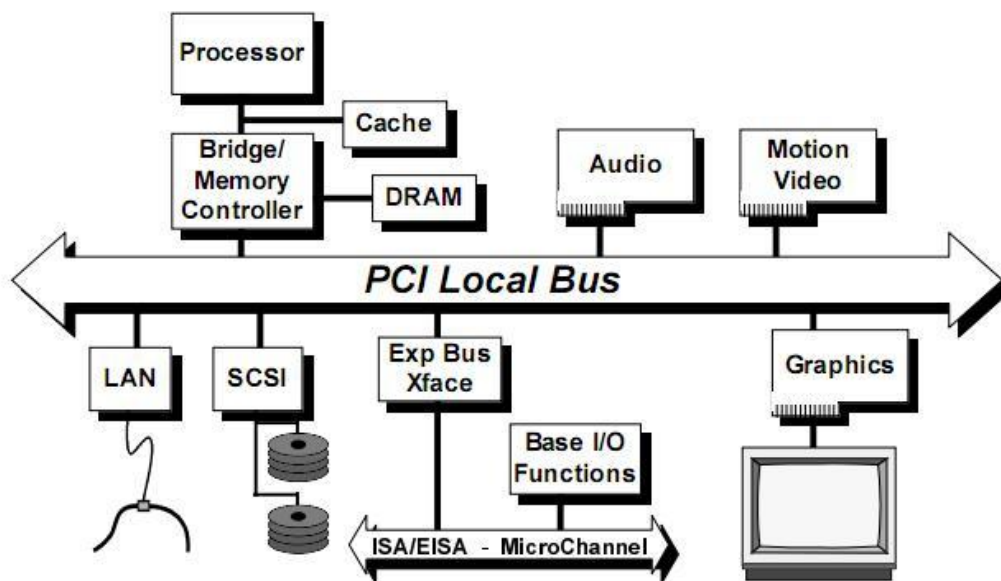 Processor
Cache
Bridge/
Memory
Controller
DRAM
Audio
Motion
Video
PCI Local Bus
LAN
SCSI
Exp Bus
Xface
Base I/O
Functions
Graphics
ISA/EISA - MicroChannel